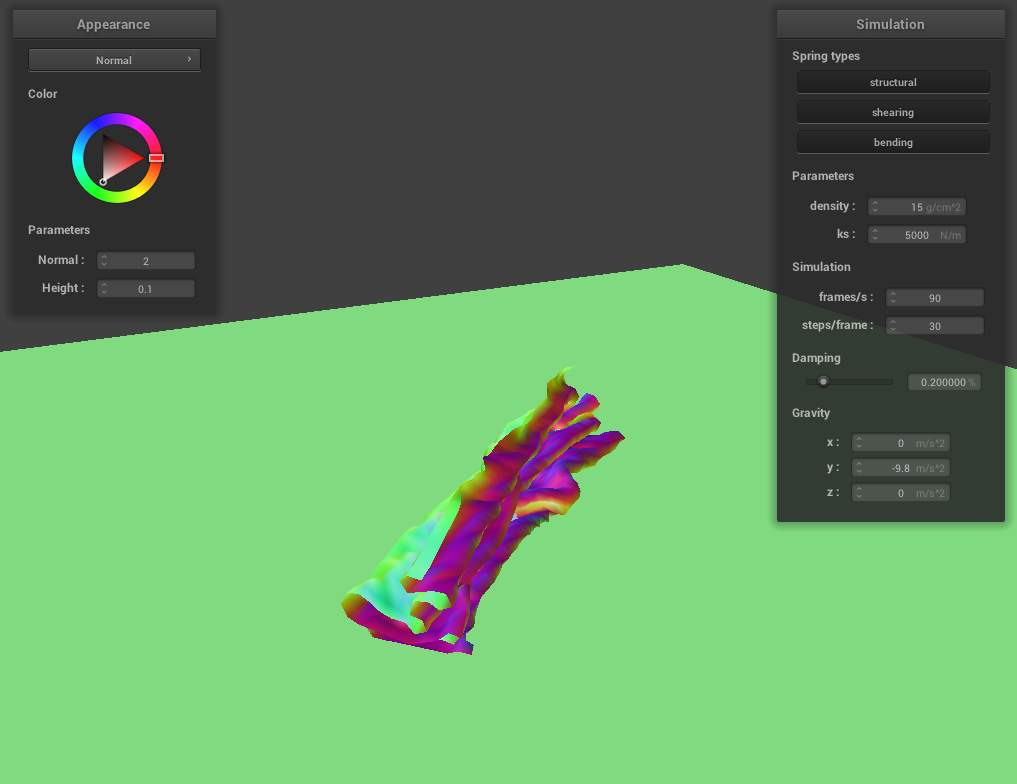 Appearance
Normal ›
Color
Parameters
Normal : 2
Height : 0.1
Simulation
Spring types
structural
shearing
bending
Parameters
density : 15 g/cm^2
ks : 5000 N/m
Simulation
frames/s : 90
steps/frame : 30
Damping
0.200000 %
Gravity
x : 0 m/s^2
y : -9.8 m/s^2
z : 0 m/s^2